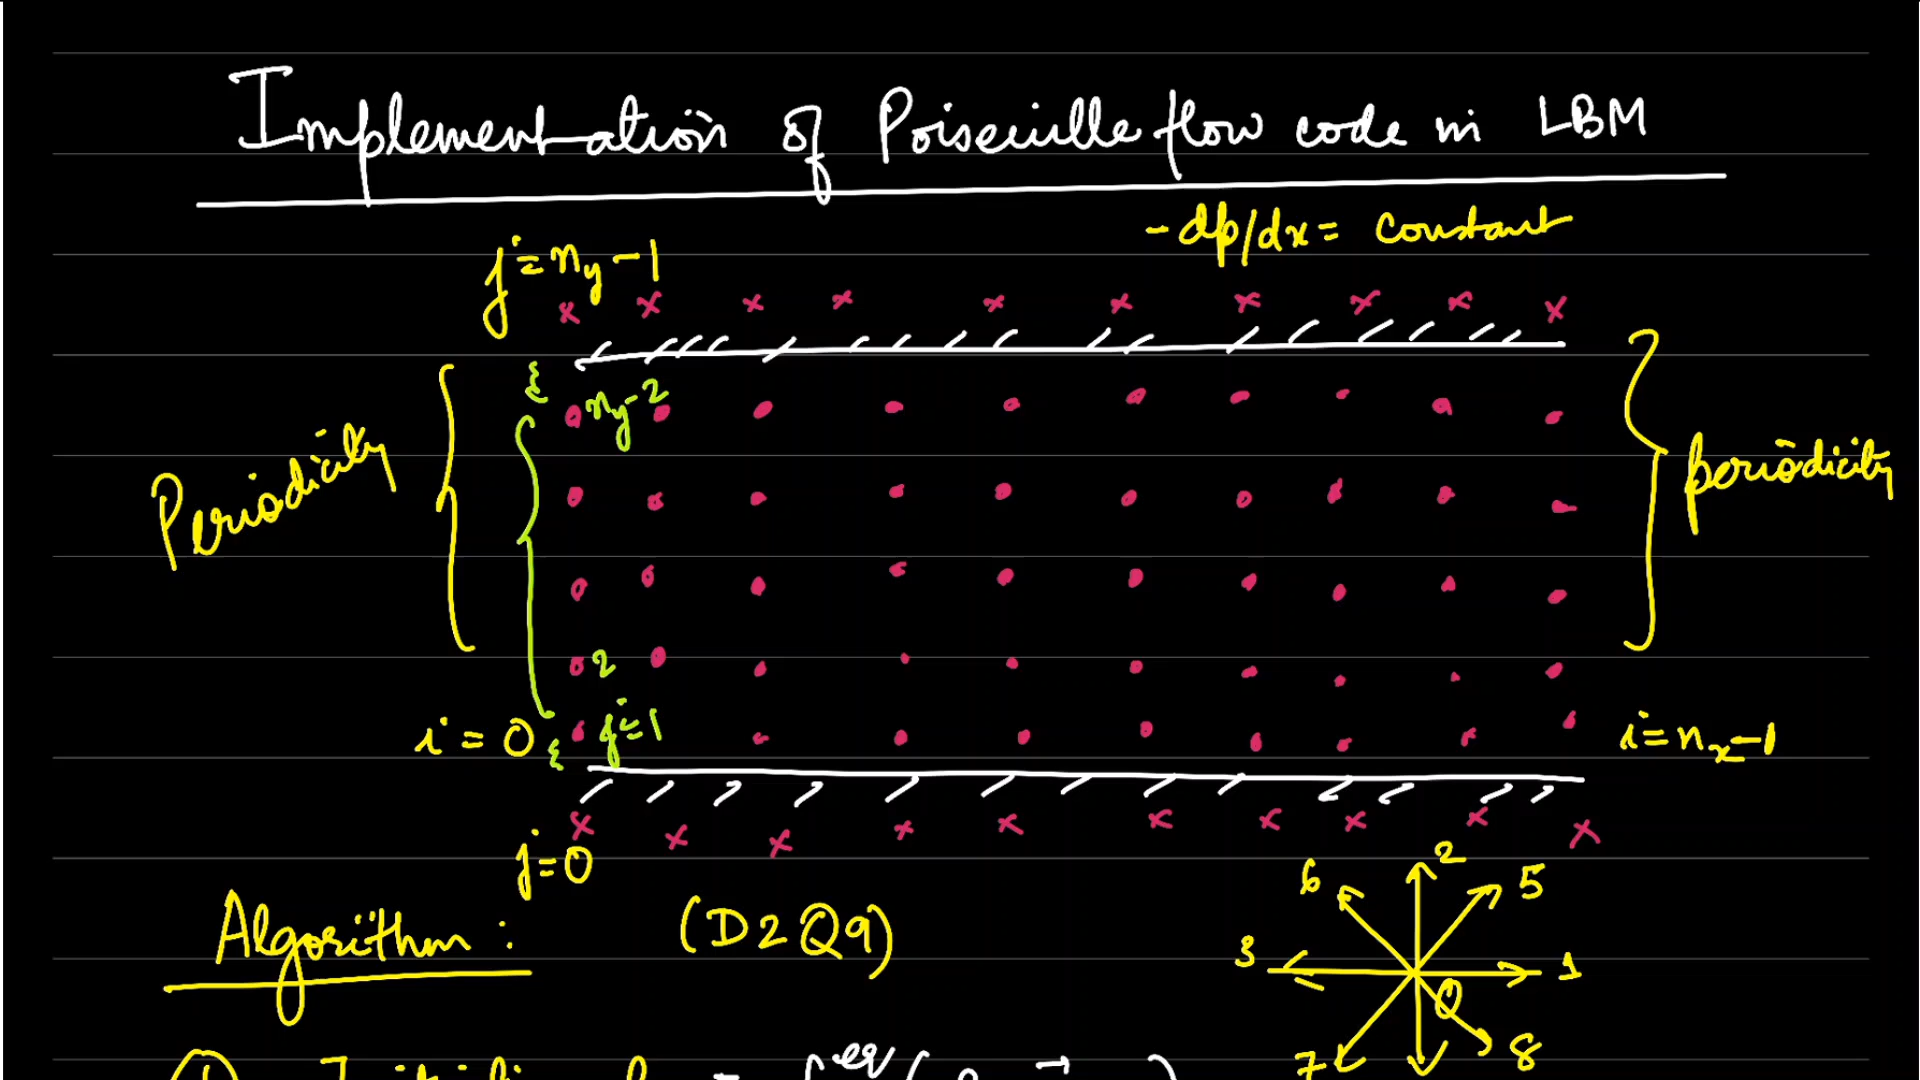 Implementation of Poiseuille flow code in LBM
-dp/dx = constant
j = ny-1
ny-2
Periodicity
periodicity
2
i = 0
j=1
i = nx-1
j=0
Algorithm :
(D2Q9)
6 2 5
3 0 1
7 8